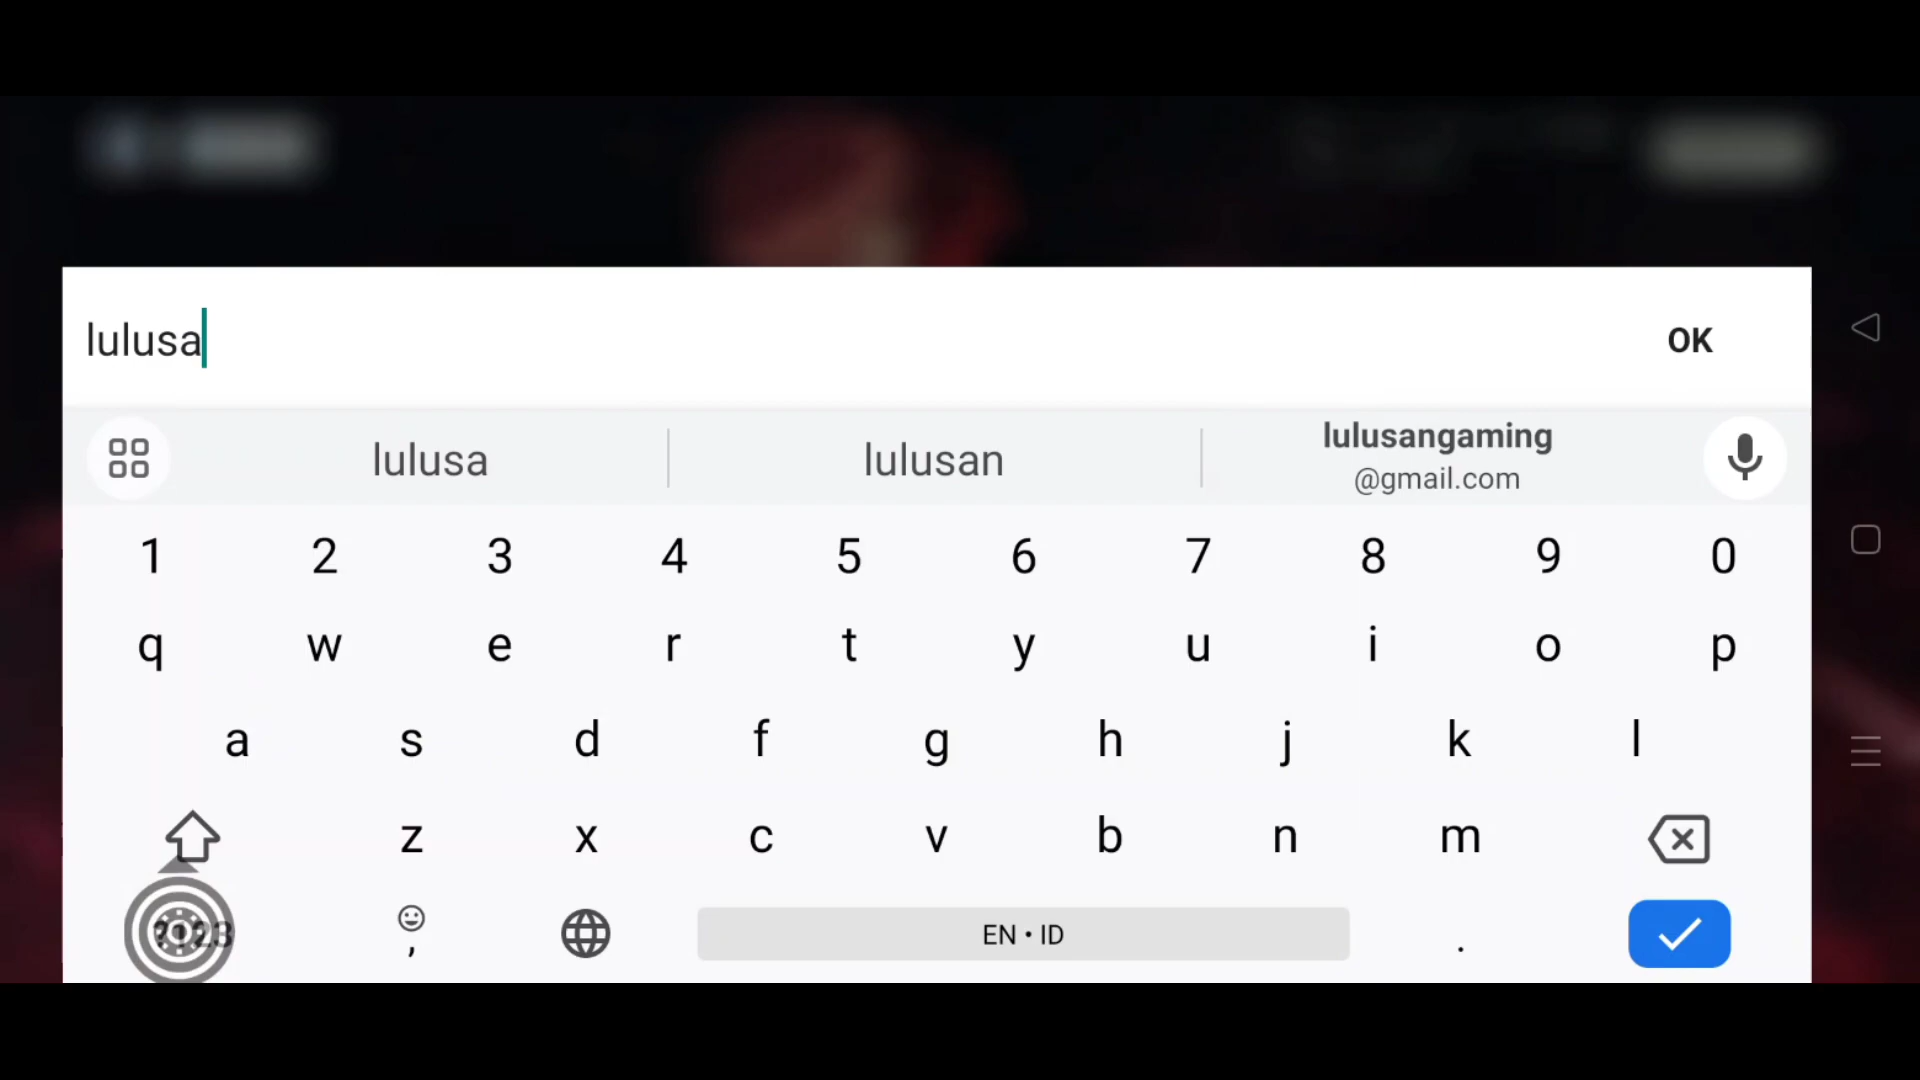 lulusa
OK
lulusa lulusan lulusangaming
@gmail.com
1 2 3 4 5 6 7 8 9 0
q w e r t y u i o p
a s d f g h j k l
z x c v b n m
?123 , EN • ID .